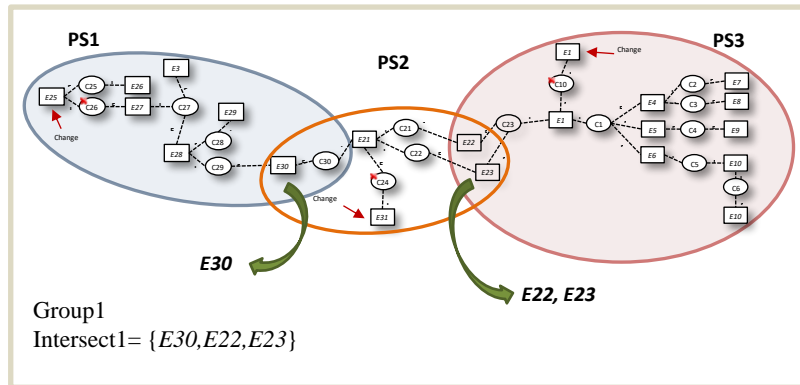 PS1
PS2
PS3
E1
Change
E3
C25
E26
C10
C2
E7
E25
C26
E27
C27
E4
C3
E8
Change
E29
C21
C23
E1
C1
E5
C4
E9
C28
E21
E22
E28
C22
E6
C29
E30
C30
E23
C5
E10
C24
C6
Change
E31
E10
E30
E22, E23
Group1
Intersect1= {E30,E22,E23}